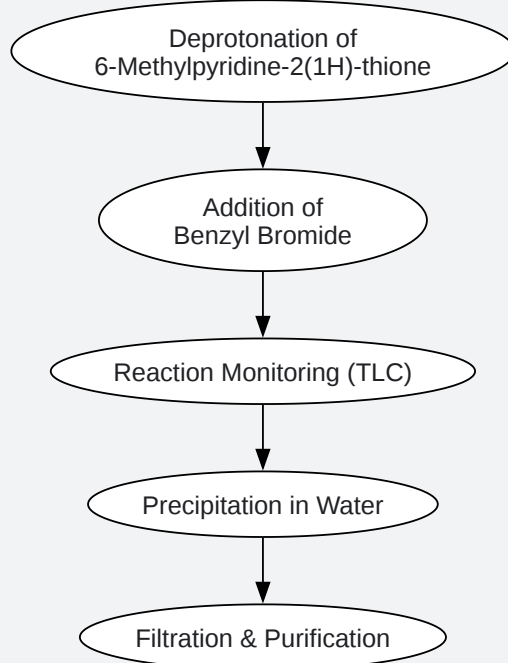 Deprotonation of
6-Methylpyridine-2(1H)-thione
Addition of
Benzyl Bromide
Reaction Monitoring (TLC)
Precipitation in Water
Filtration & Purification